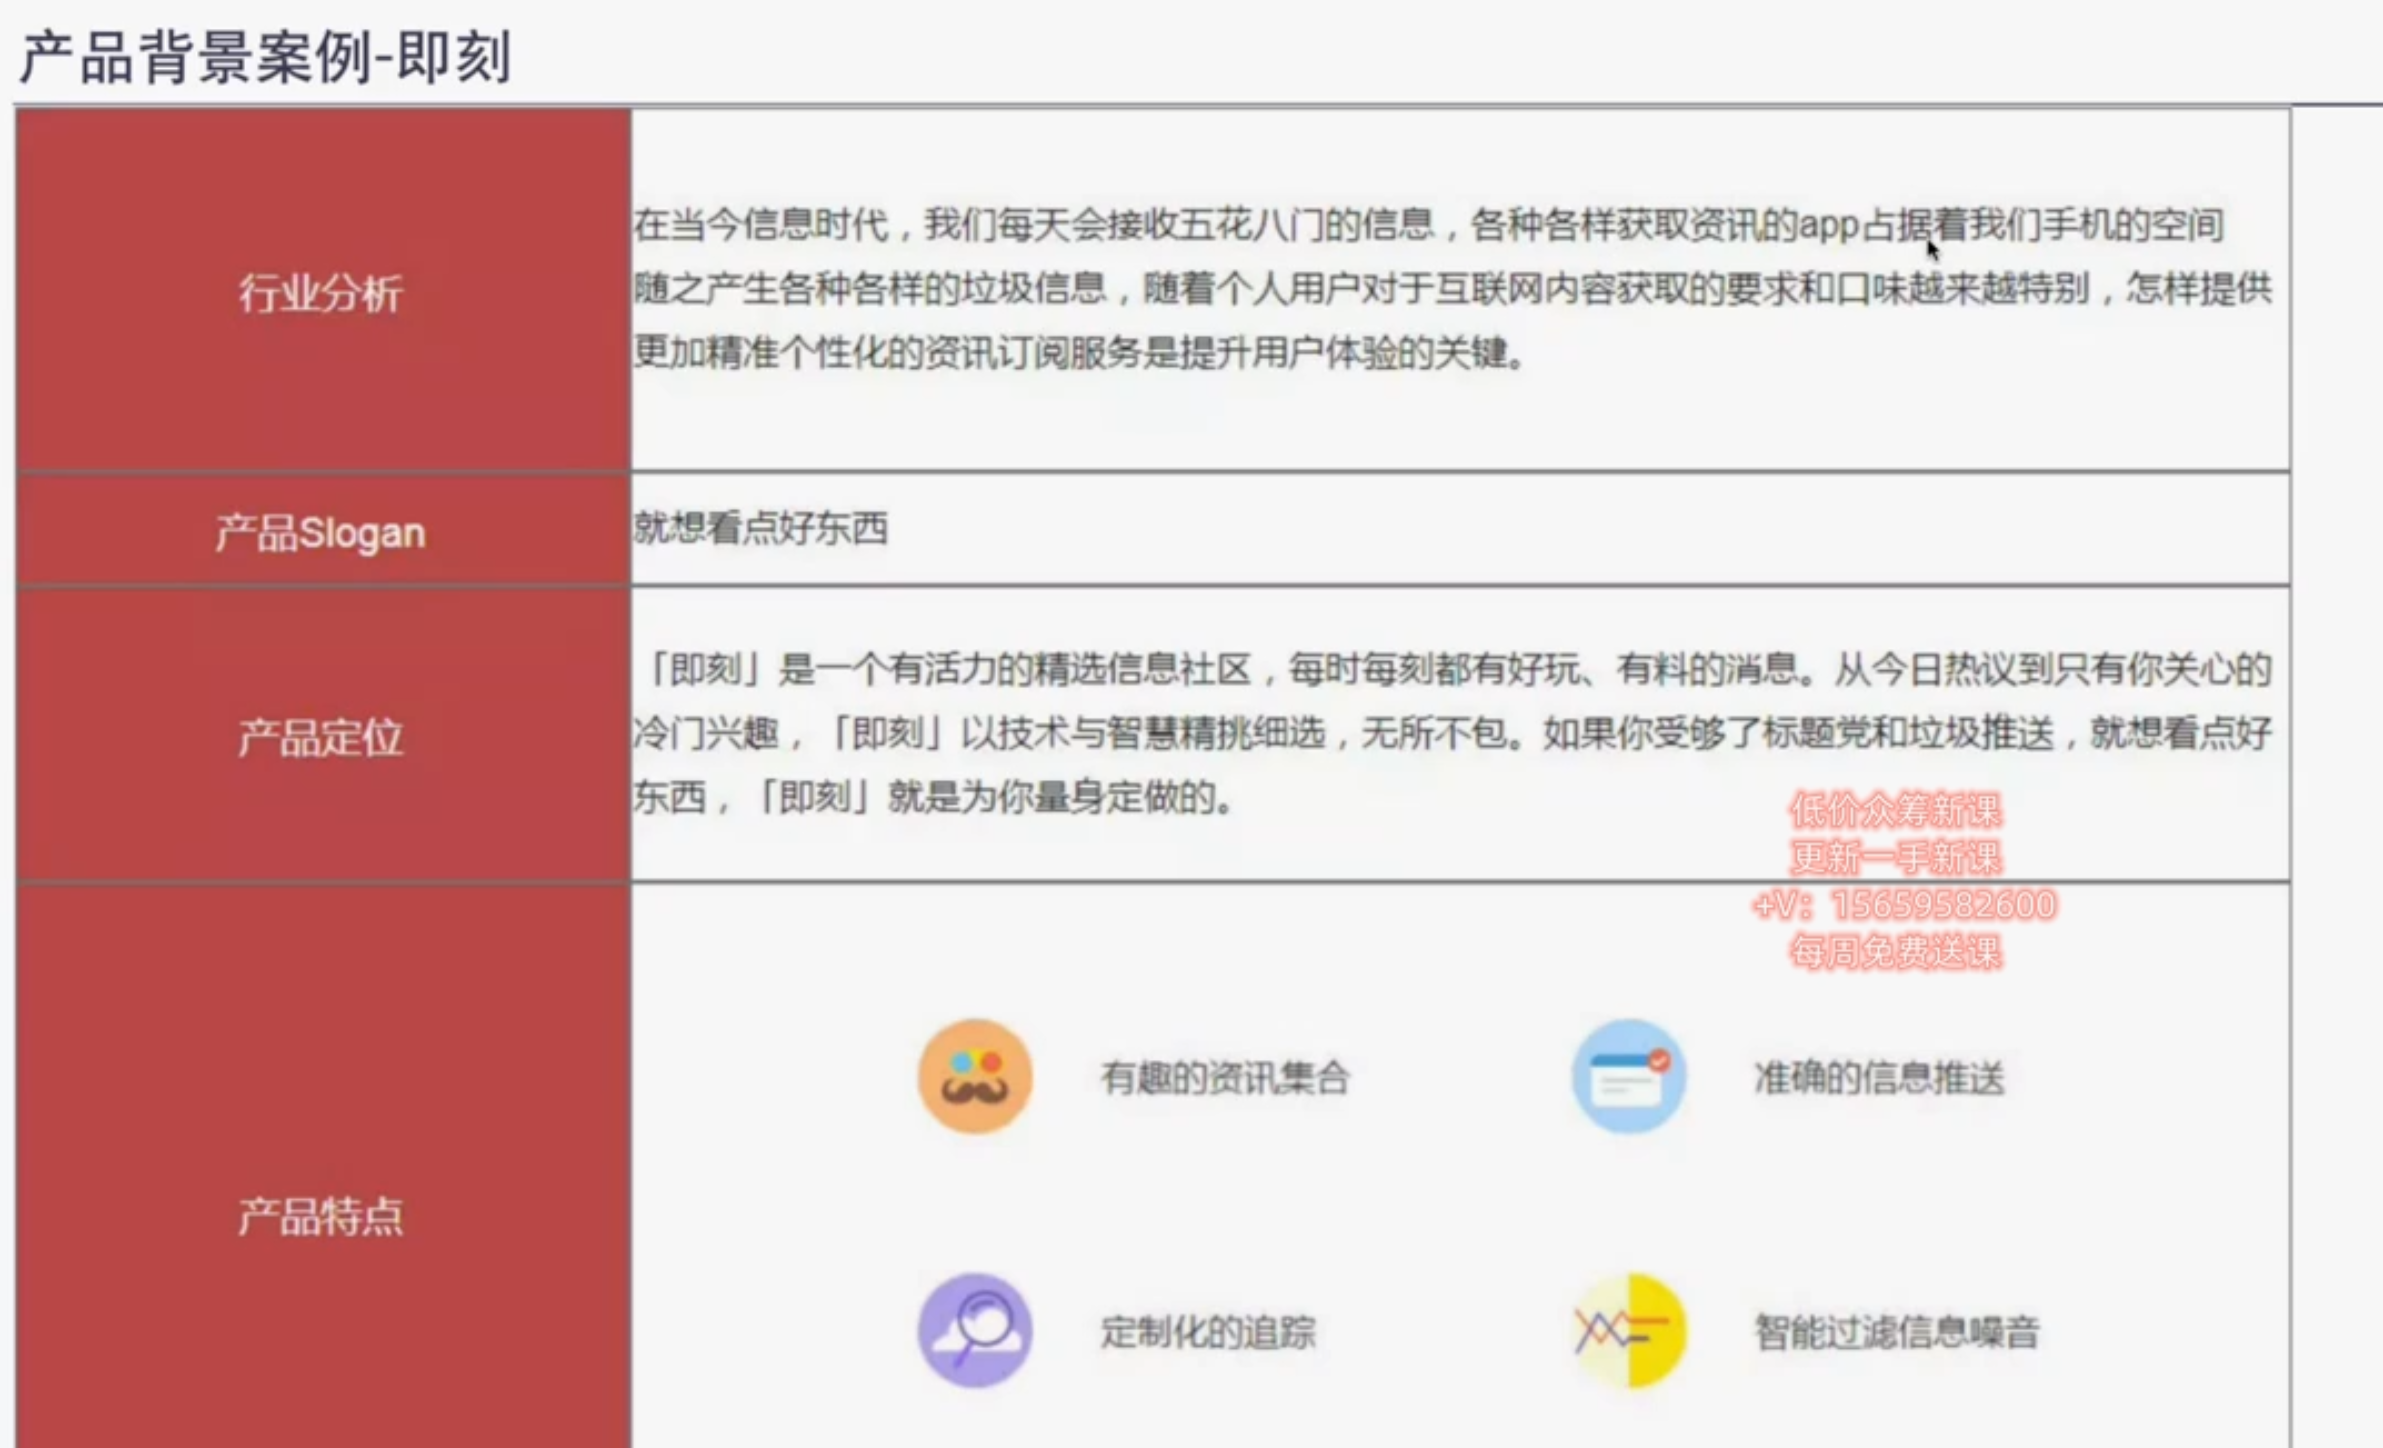 产品背景案例-即刻
行业分析
在当今信息时代，我们每天会接收五花八门的信息，各种各样获取资讯的app占据着我们手机的空间
随之产生各种各样的垃圾信息，随着个人用户对于互联网内容获取的要求和口味越来越特别，怎样提供
更加精准个性化的资讯订阅服务是提升用户体验的关键。
产品Slogan
就想看点好东西
产品定位
「即刻」是一个有活力的精选信息社区，每时每刻都有好玩、有料的消息。从今日热议到只有你关心的
冷门兴趣，「即刻」以技术与智慧精挑细选，无所不包。如果你受够了标题党和垃圾推送，就想看点好
东西，「即刻」就是为你量身定做的。
低价众筹新课
更新一手新课
+V：15659582600
每周免费送课
产品特点
有趣的资讯集合
准确的信息推送
定制化的追踪
智能过滤信息噪音